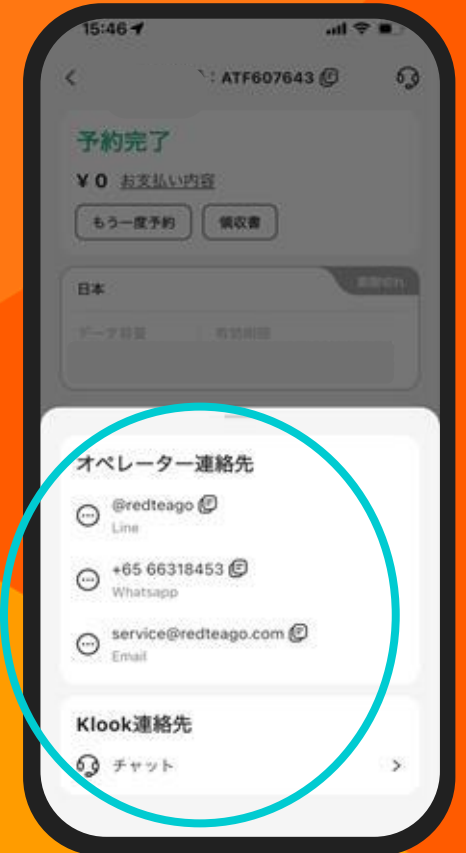 15:46
: ATF607643
予約完了
¥ 0 お支払い内容
もう一度予約 領収書
日本
データ容量 有効期限
オペレーター連絡先
@redteago
Line
+65 66318453
Whatsapp
service@redteago.com
Email
Klook連絡先
チャット